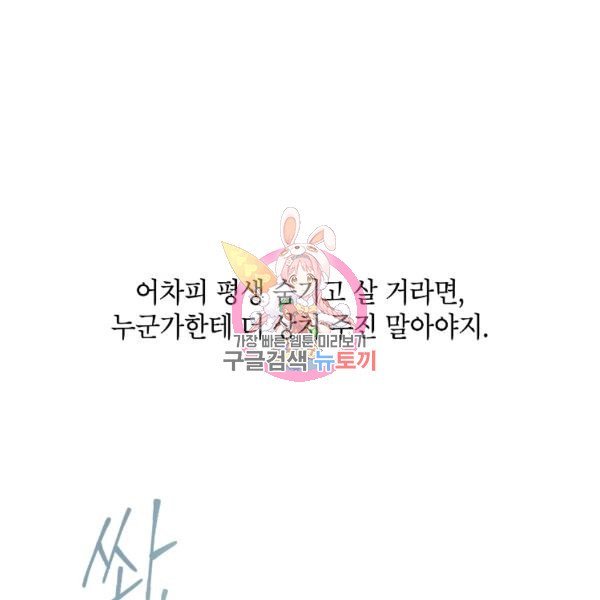 어차피 평생 숨기고 살 거라면,
누군가한테 더 상처 주진 말아야지.
가장 빠른 웹툰 미리보기
구글검색 뉴토끼
쏴,